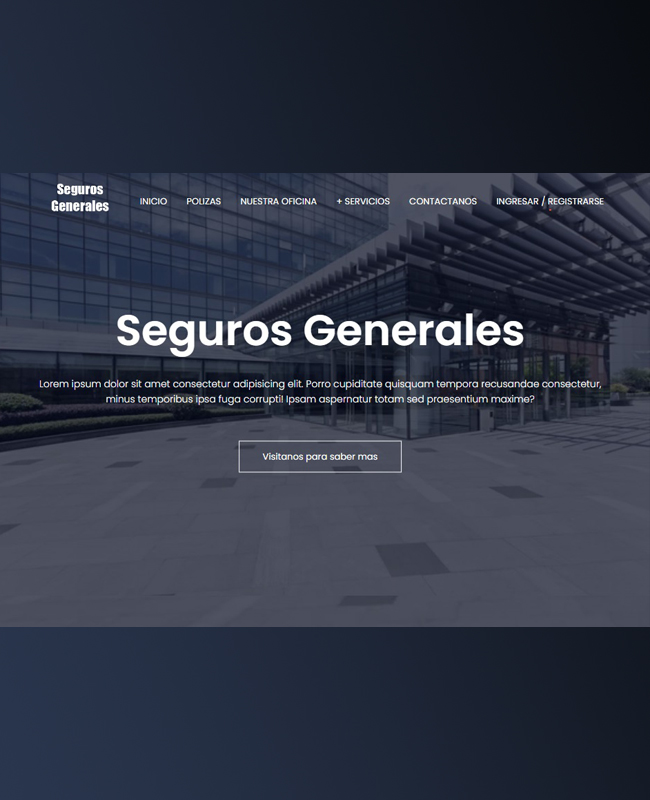 Seguros
Generales
INICIO POLIZAS NUESTRA OFICINA + SERVICIOS CONTACTANOS INGRESAR / REGISTRARSE
Seguros Generales
Lorem ipsum dolor sit amet consectetur adipisicing elit. Porro cupiditate quisquam tempora recusandae consectetur,
minus temporibus ipsa fuga corrupti! Ipsam aspernatur totam sed praesentium maxime?
Visitanos para saber mas